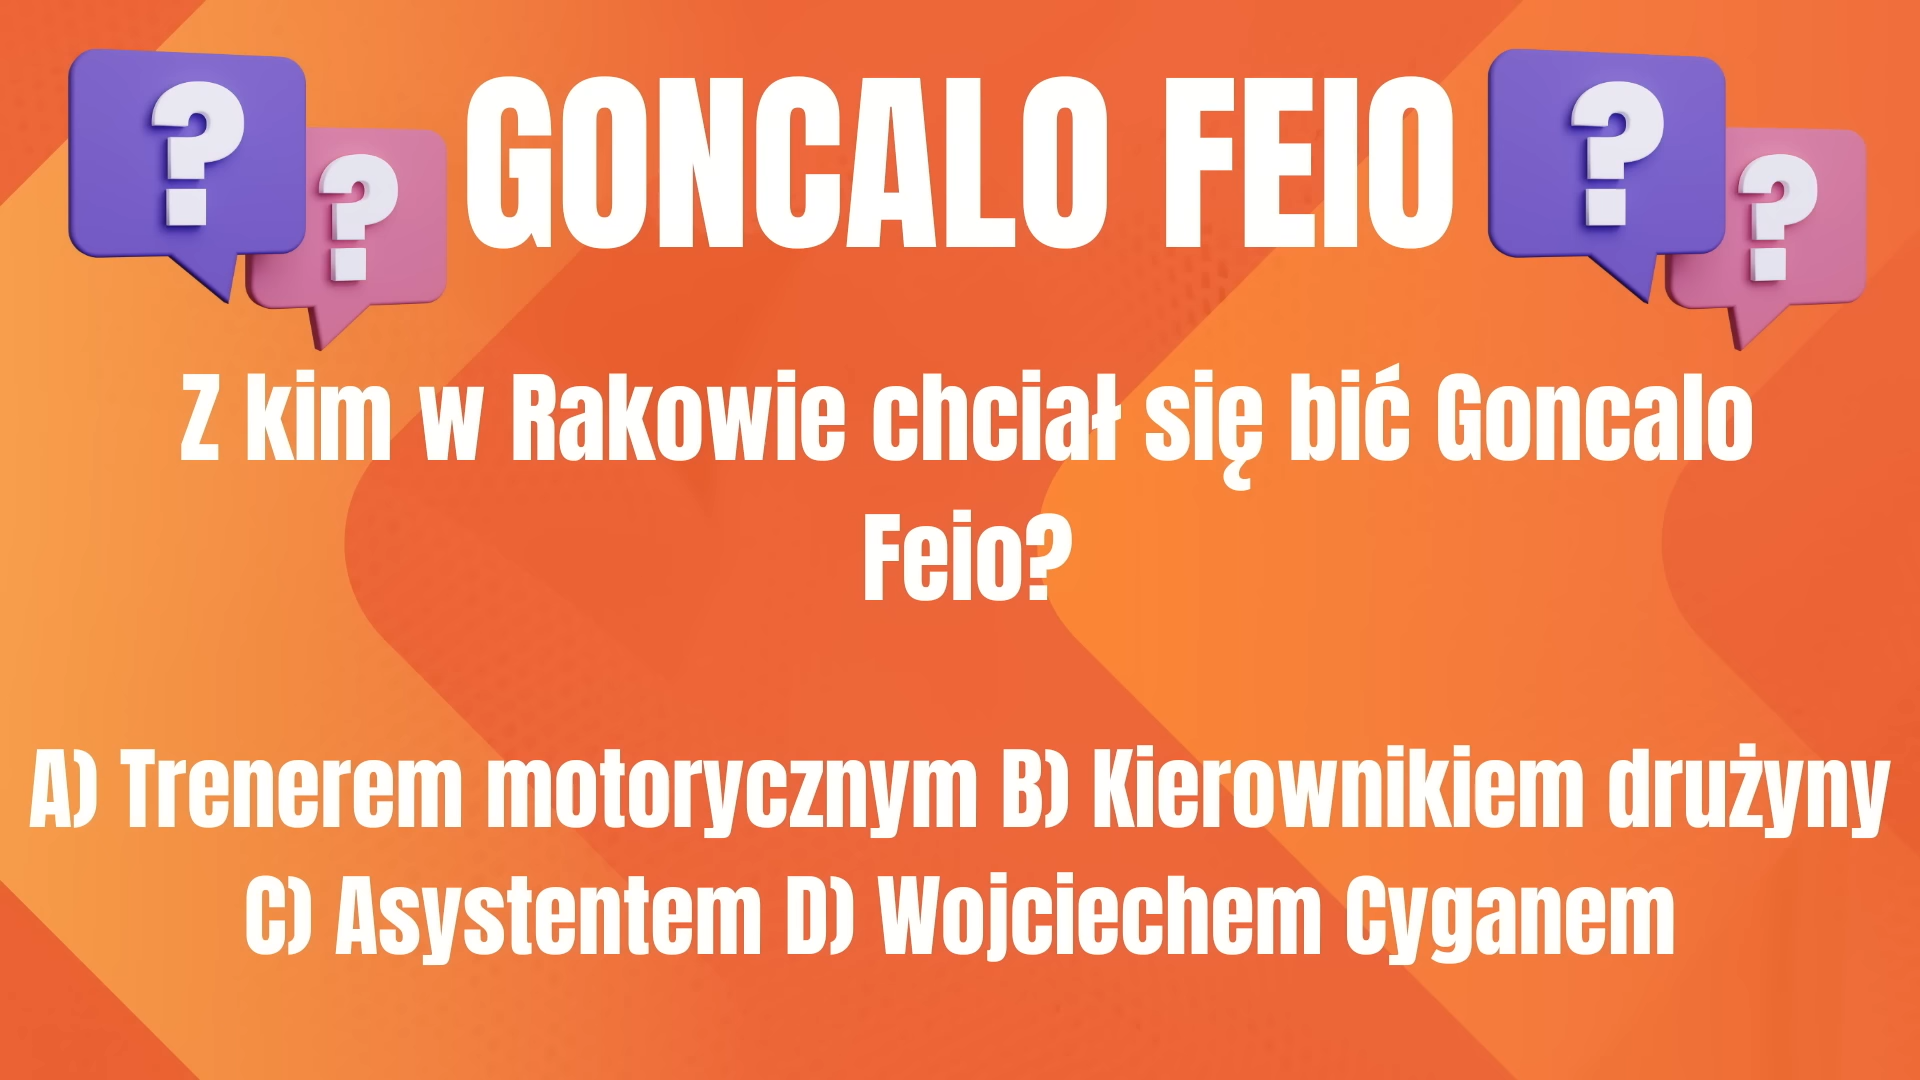 GONCALO FEIO
Z kim w Rakowie chciał się bić Goncalo
Feio?
A) Trenerem motorycznym B) Kierownikiem drużyny
C) Asystentem D) Wojciechem Cyganem